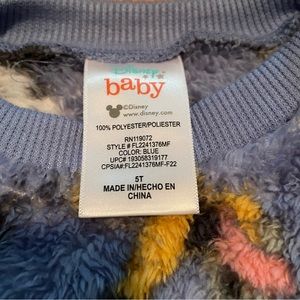 Disney
baby
©Disney
www.disney.com
100% POLYESTER/POLIESTER
RN119072
STYLE # FL2241376MF
COLOR: BLUE
UPC# 193058319177
CPSIA#:FL2241376MF-F22
5T
MADE IN/HECHO EN
CHINA